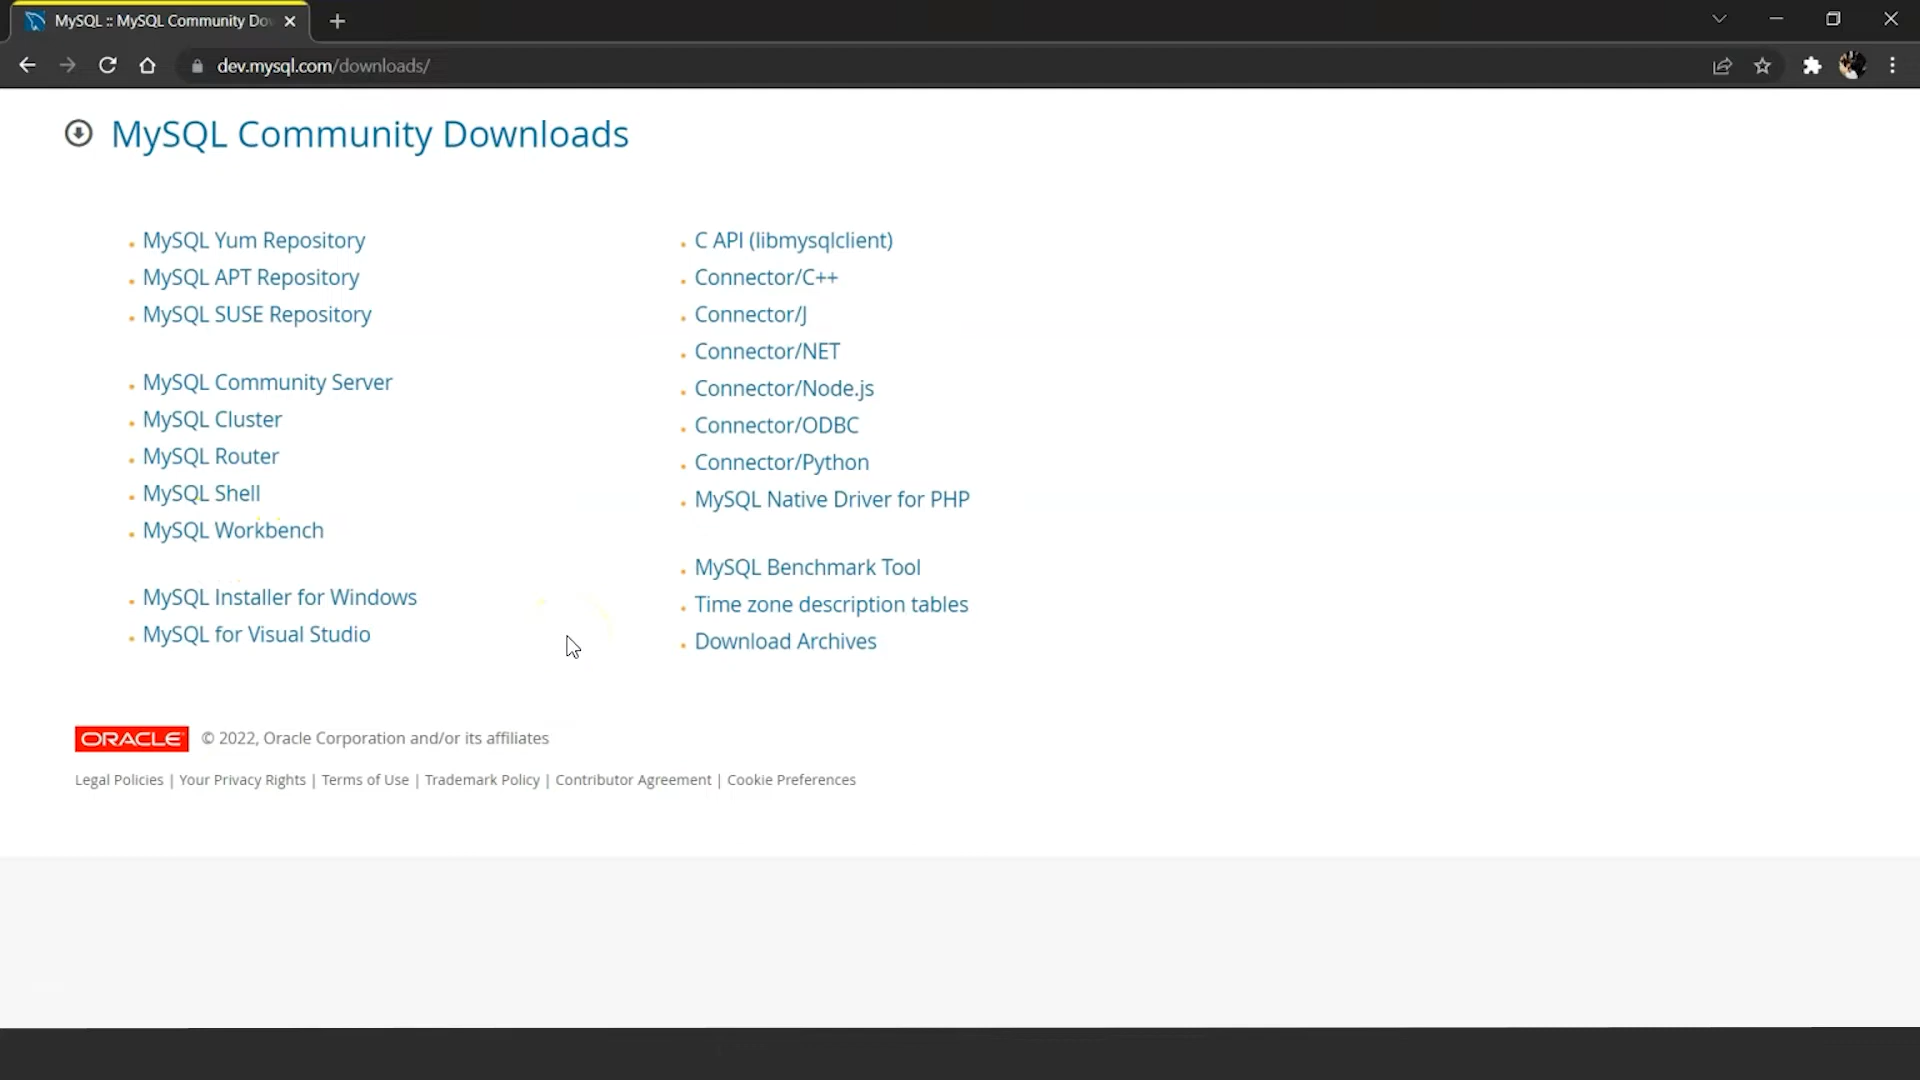 MySQL :: MySQL Community Do
dev.mysql.com/downloads/
MySQL Community Downloads
MySQL Yum Repository
MySQL APT Repository
MySQL SUSE Repository
MySQL Community Server
MySQL Cluster
MySQL Router
MySQL Shell
MySQL Workbench
MySQL Installer for Windows
MySQL for Visual Studio
C API (libmysqlclient)
Connector/C++
Connector/J
Connector/NET
Connector/Node.js
Connector/ODBC
Connector/Python
MySQL Native Driver for PHP
MySQL Benchmark Tool
Time zone description tables
Download Archives
ORACLE © 2022, Oracle Corporation and/or its affiliates
Legal Policies | Your Privacy Rights | Terms of Use | Trademark Policy | Contributor Agreement | Cookie Preferences